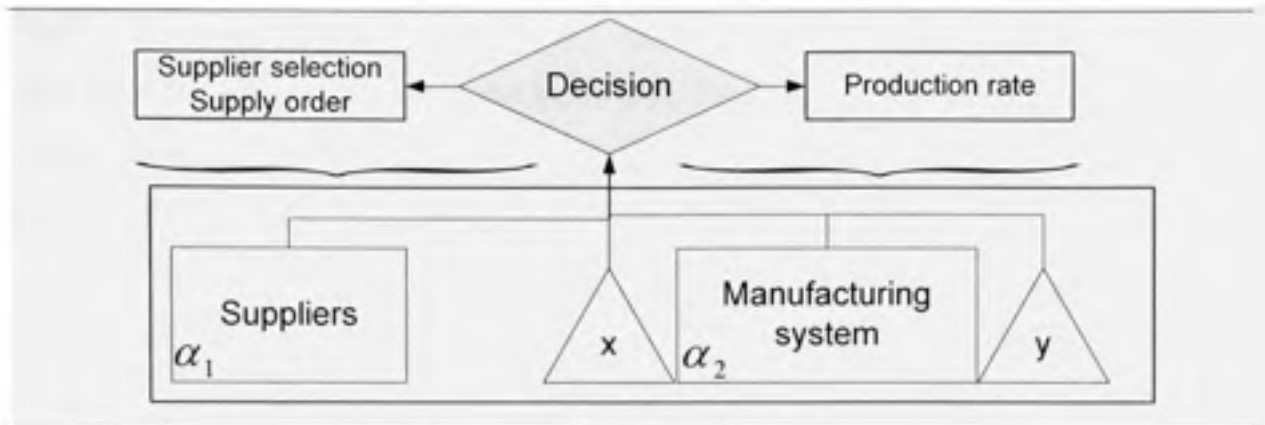 Supplier selection
Supply order
Decision
Production rate
Suppliers
α₁
x
Manufacturing
system
α₂
y